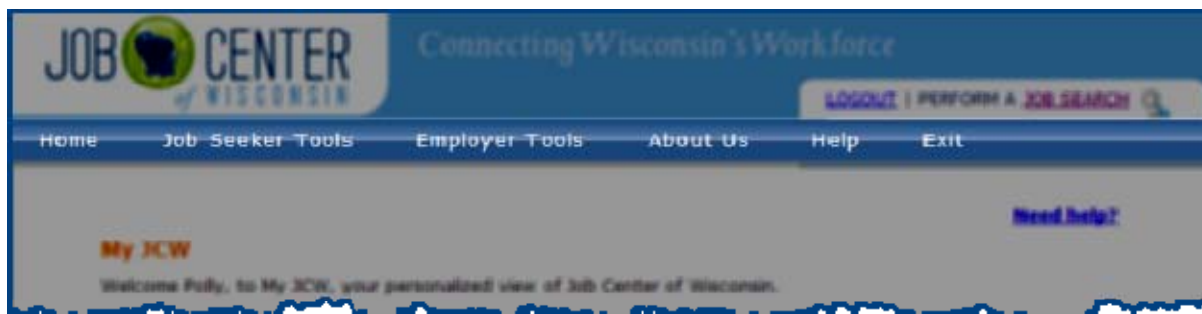 JOB CENTER
of WISCONSIN
Connecting Wisconsin's Workforce
LOGOUT | PERFORM A JOB SEARCH
Home Job Seeker Tools Employer Tools About Us Help Exit
Need help?
My JCW
Welcome Polly, to My JCW, your personalized view of Job Center of Wisconsin.